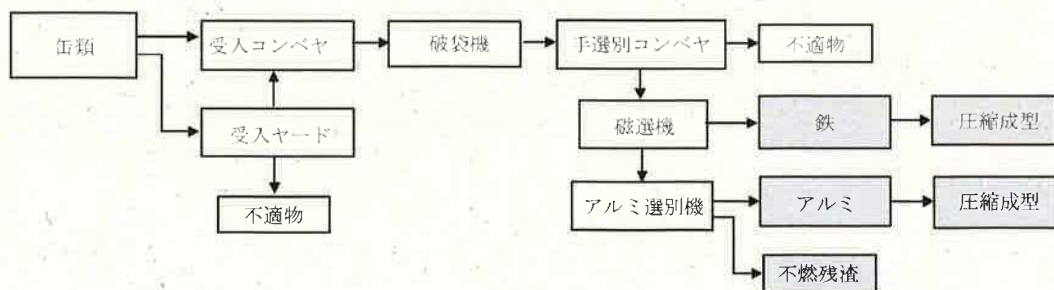 缶類
受入コンベヤ
破袋機
手選別コンベヤ
不適物
受入ヤード
磁選機
鉄
圧縮成型
不適物
アルミ選別機
アルミ
圧縮成型
不燃残渣